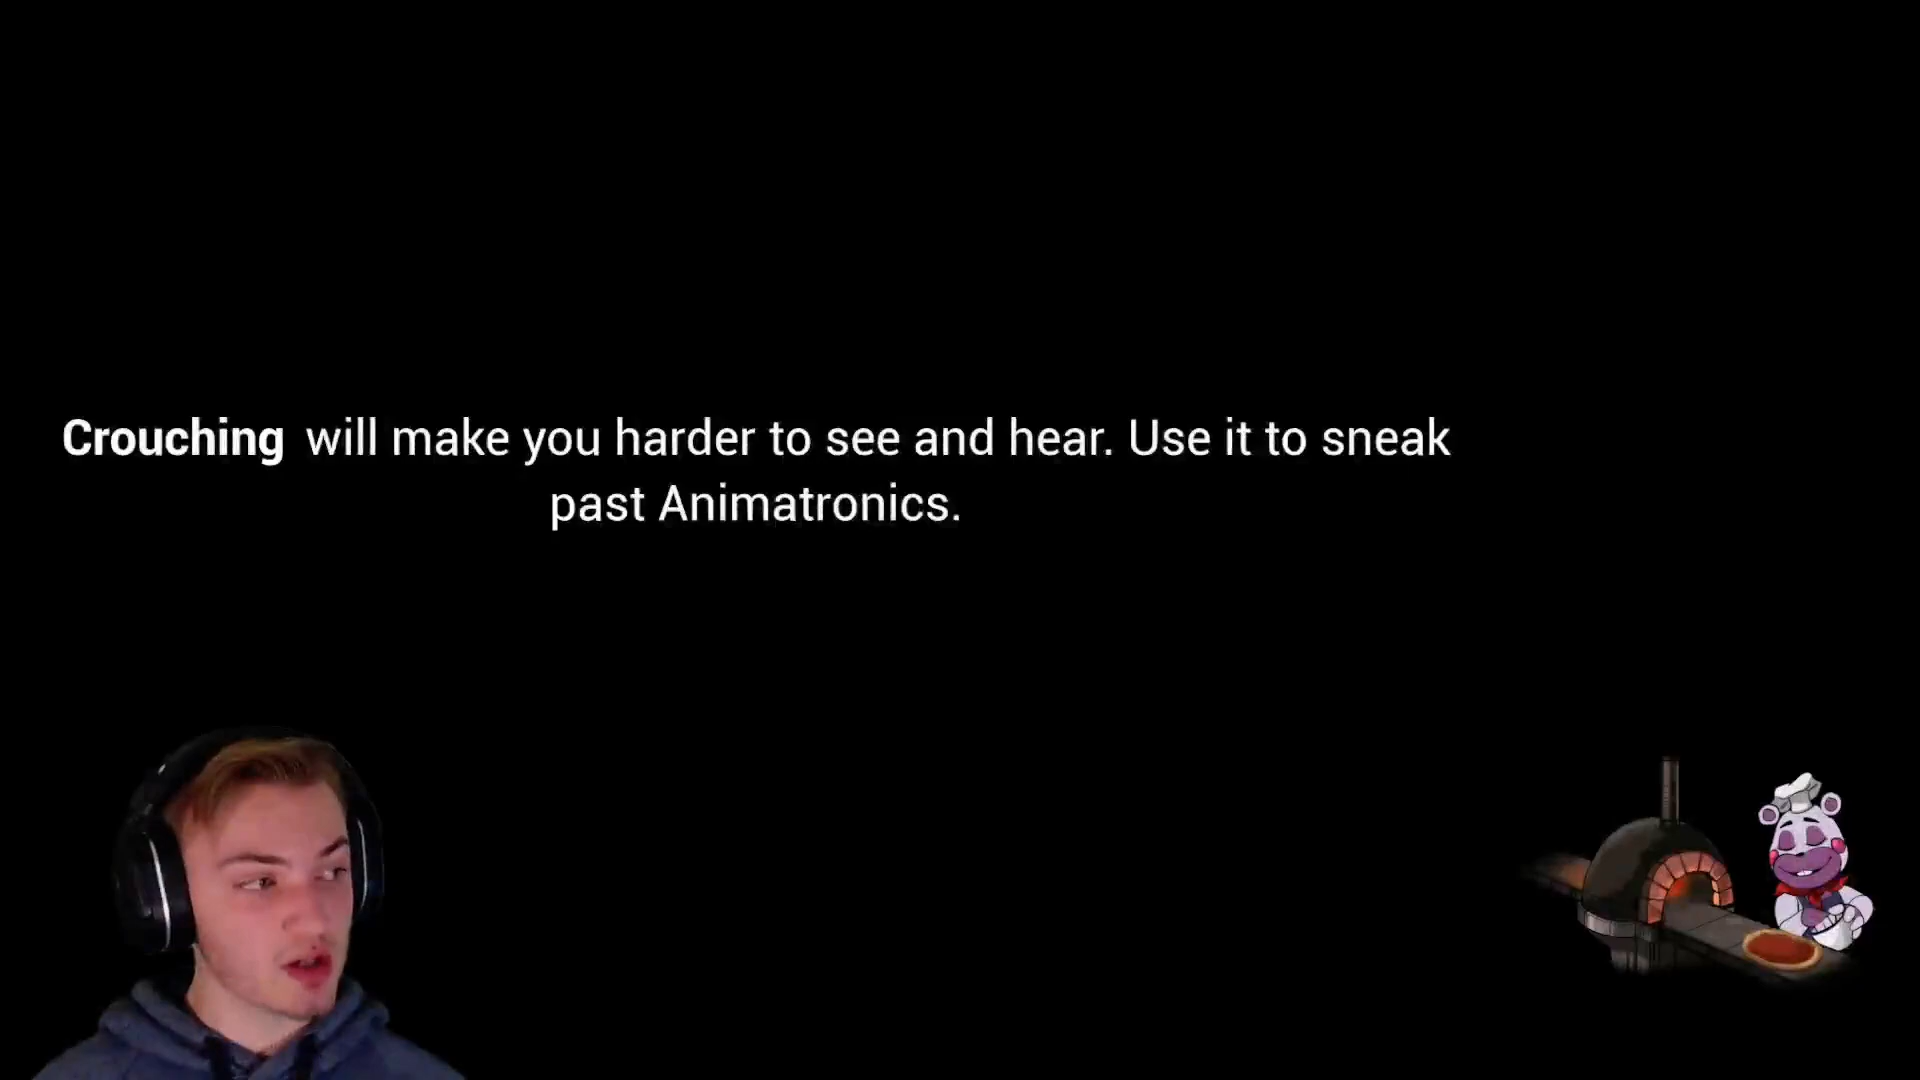 Crouching will make you harder to see and hear. Use it to sneak
past Animatronics.